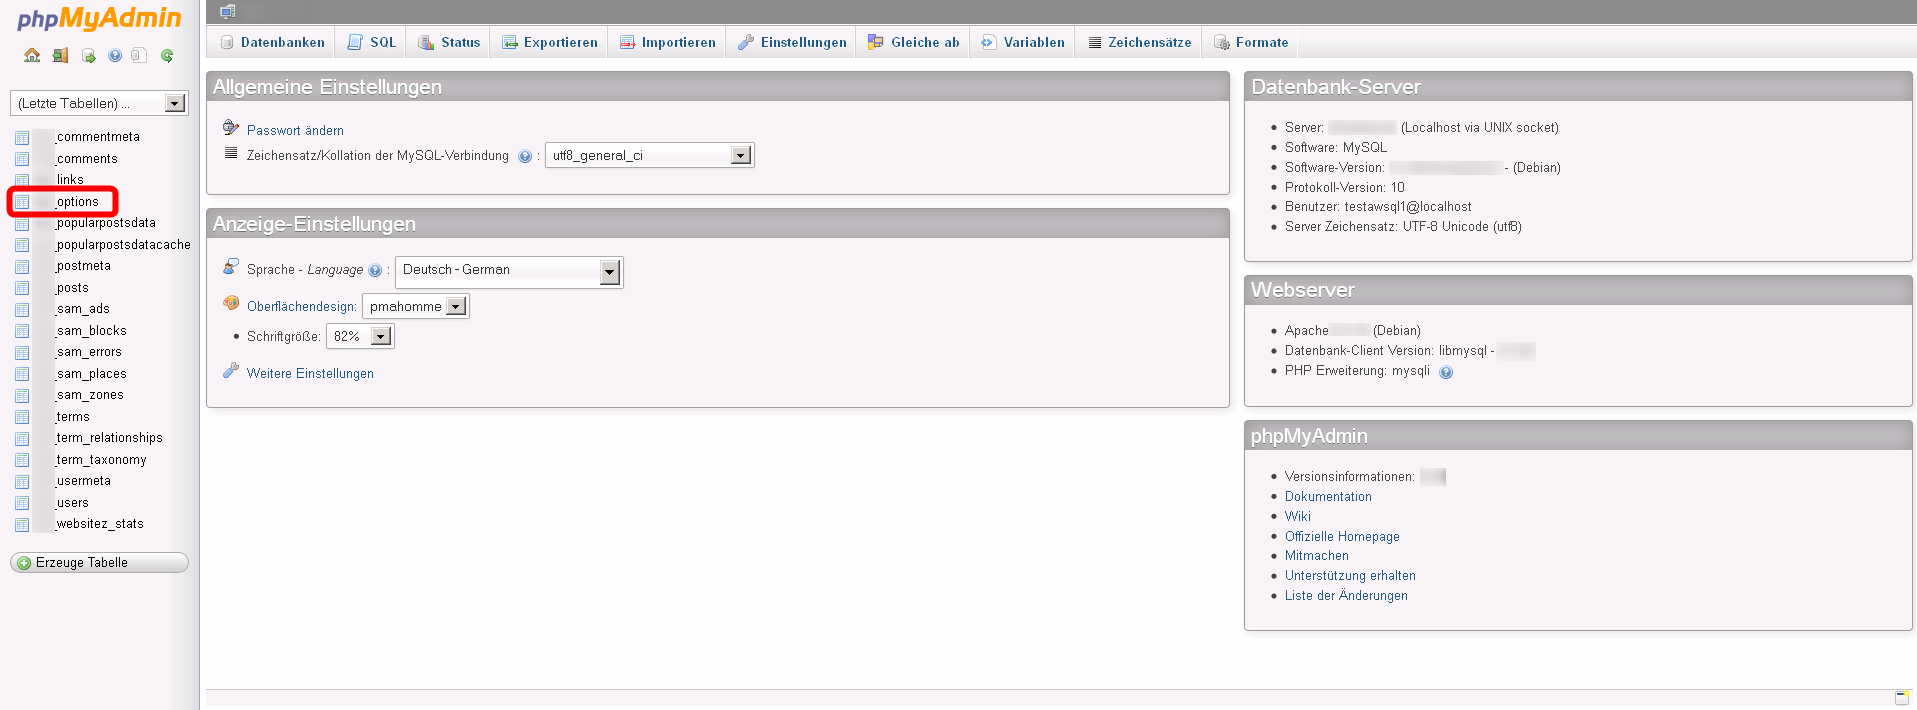 phpMyAdmin
(Letzte Tabellen) ...
_commentmeta
_comments
_links
_options
_popularpostsdata
_popularpostsdatacache
_postmeta
_posts
_sam_ads
_sam_blocks
_sam_errors
_sam_places
_sam_zones
_terms
_term_relationships
_term_taxonomy
_usermeta
_users
_websitez_stats
Erzeuge Tabelle
Datenbanken SQL Status Exportieren Importieren Einstellungen Gleiche ab Variablen Zeichensätze Formate
Allgemeine Einstellungen
Passwort ändern
Zeichensatz/Kollation der MySQL-Verbindung : utf8_general_ci
Anzeige-Einstellungen
Sprache - Language : Deutsch - German
Oberflächendesign: pmahomme
Schriftgröße: 82%
Weitere Einstellungen
Datenbank-Server
Server: (Localhost via UNIX socket)
Software: MySQL
Software-Version: - (Debian)
Protokoll-Version: 10
Benutzer: testawsql1@localhost
Server Zeichensatz: UTF-8 Unicode (utf8)
Webserver
Apache (Debian)
Datenbank-Client Version: libmysql -
PHP Erweiterung: mysqli
phpMyAdmin
Versionsinformationen:
Dokumentation
Wiki
Offizielle Homepage
Mitmachen
Unterstützung erhalten
Liste der Änderungen